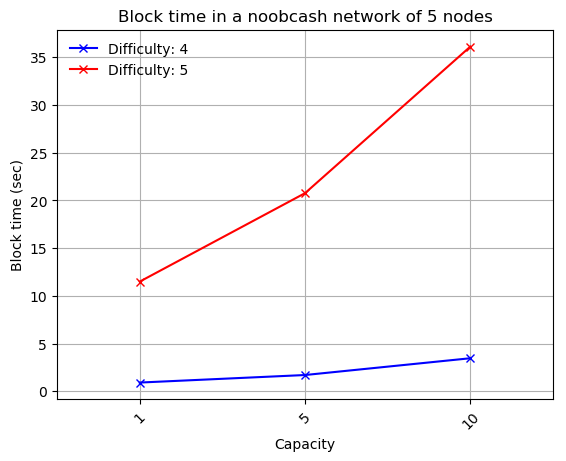 Block time in a noobcash network of 5 nodes
Difficulty: 4
Difficulty: 5
Block time (sec)
35
30
25
20
15
10
5
0
1
5
10
Capacity